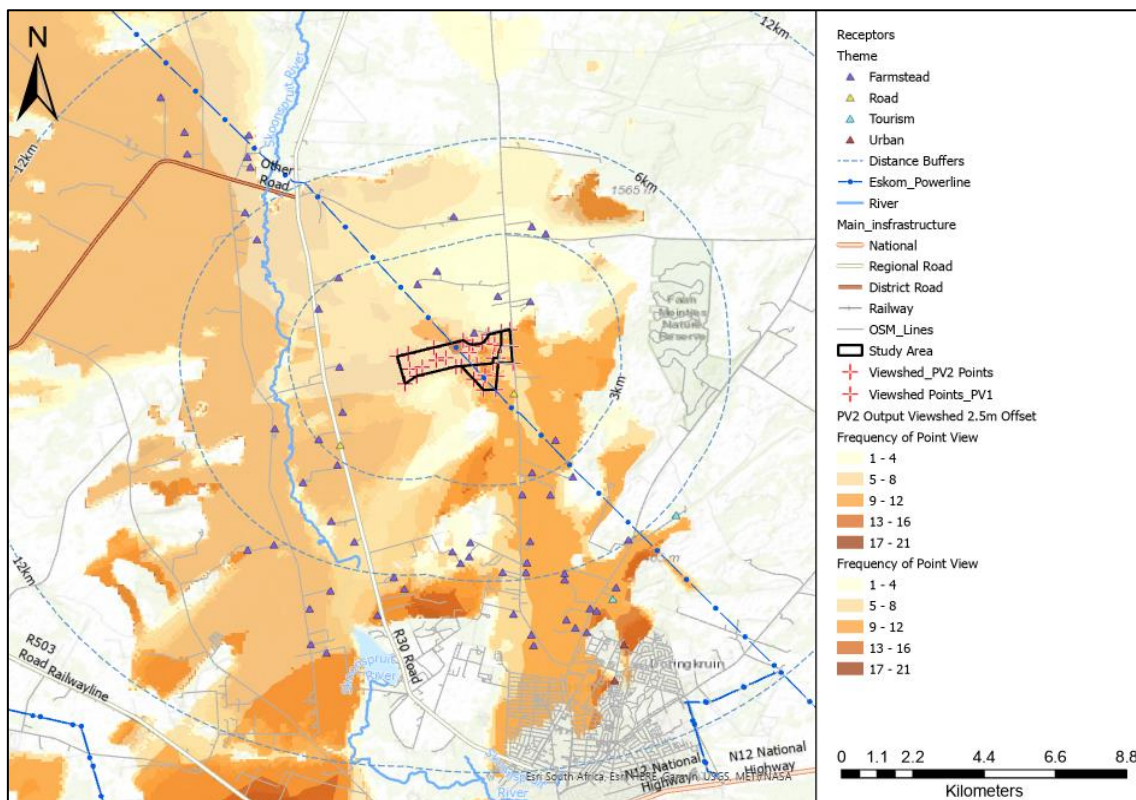 N
12km
12km
12km
6km
3km
Skoonspruit River
Other
Road
1565 m
Faan
Meintjes
Nature
Reserve
R503
Road Railwayline
R30 Road
River
Doringkruin
N12 National
Highway
N12 National
Highway
Esri South Africa, Esri, HERE, Garmin, USGS, METI/NASA
Receptors
Theme
Farmstead
Road
Tourism
Urban
Distance Buffers
Eskom_Powerline
River
Main_insfrastructure
National
Regional Road
District Road
Railway
OSM_Lines
Study Area
Viewshed_PV2 Points
Viewshed Points_PV1
PV2 Output Viewshed 2.5m Offset
Frequency of Point View
1 - 4
5 - 8
9 - 12
13 - 16
17 - 21
Frequency of Point View
1 - 4
5 - 8
9 - 12
13 - 16
17 - 21
0 1.1 2.2 4.4 6.6 8.8
Kilometers